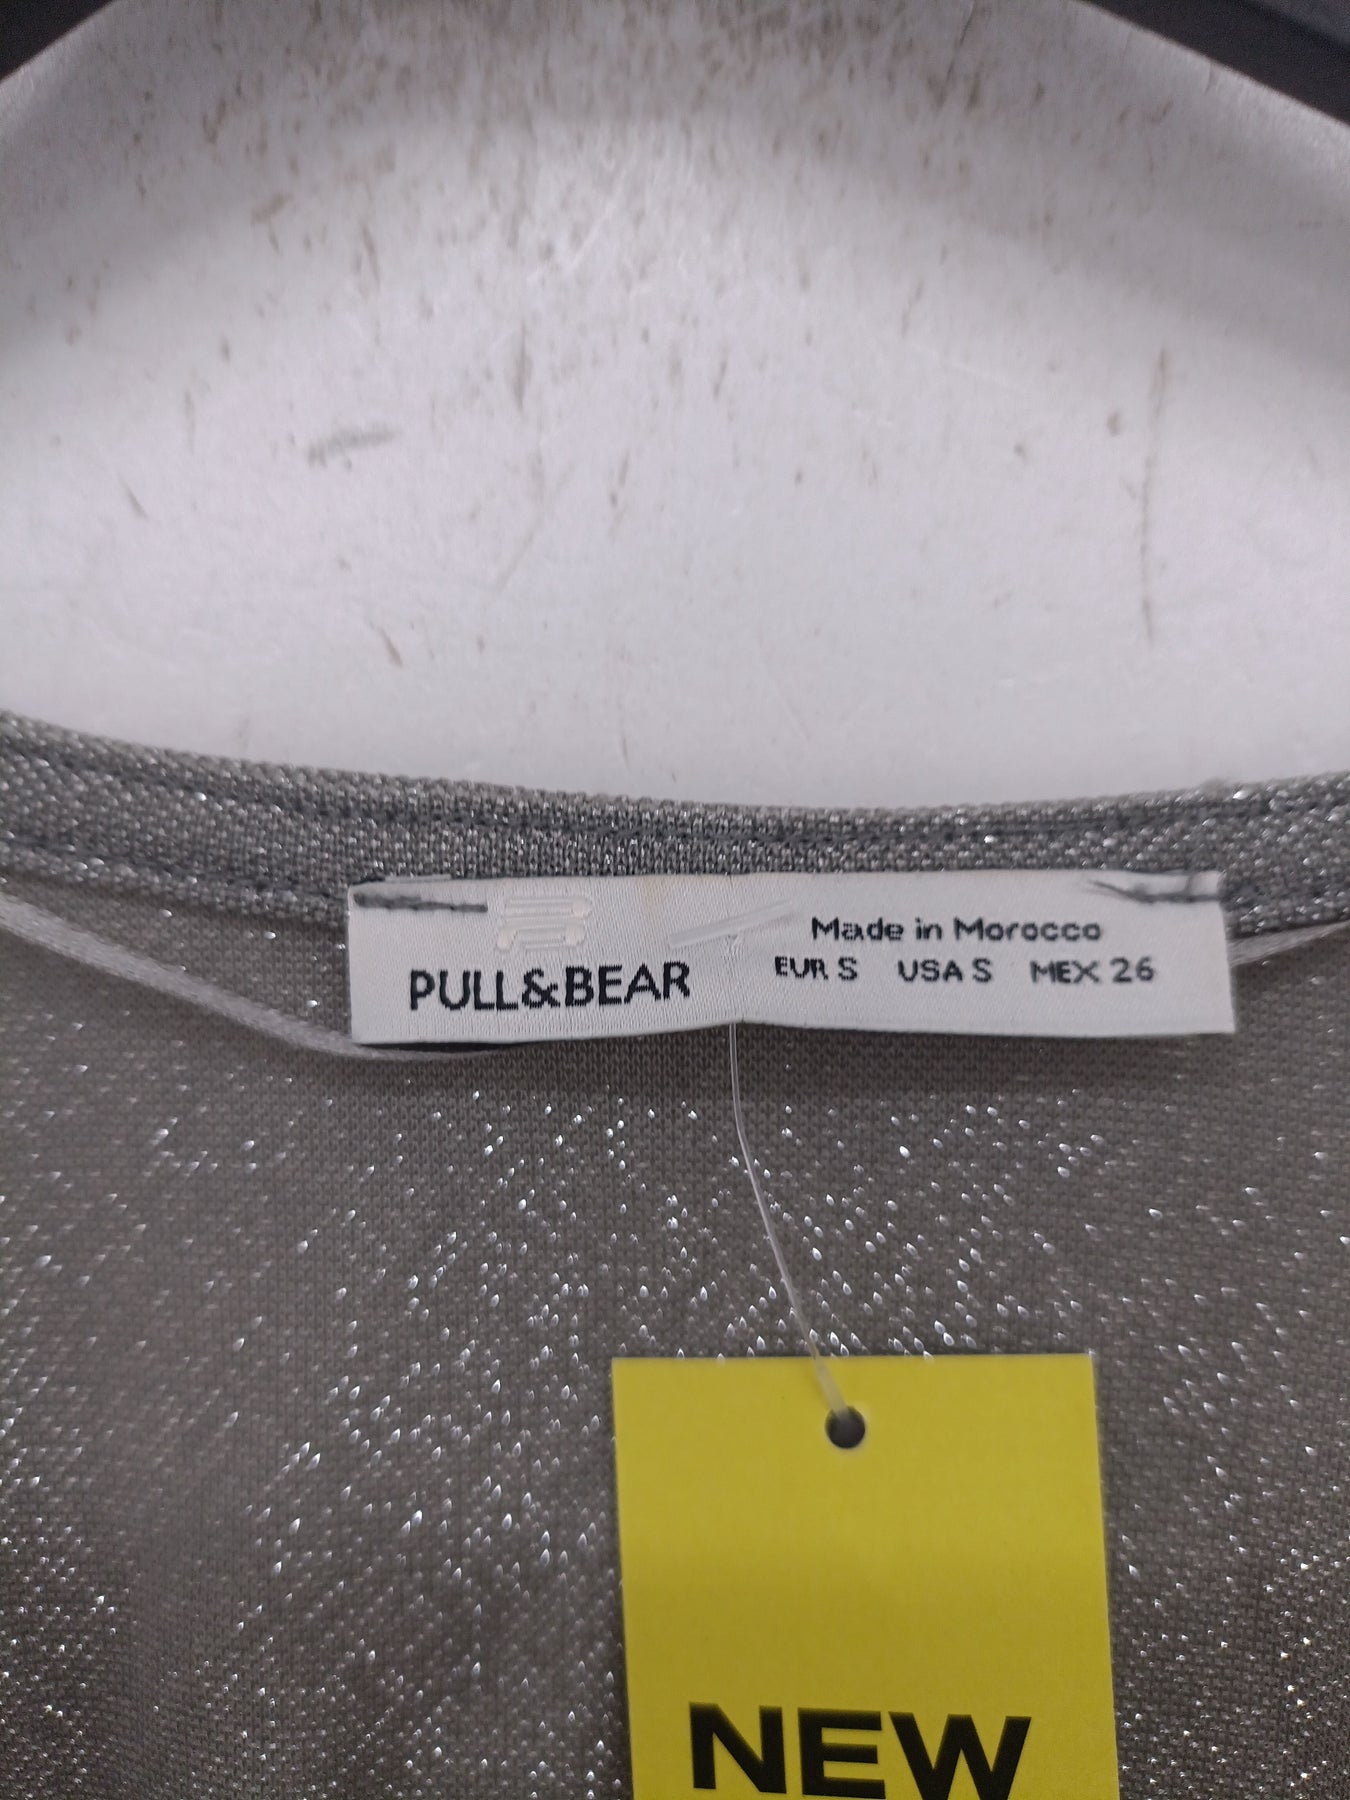 PULL&BEAR
Made in Morocco
EUR S USA S MEX 26
NEW